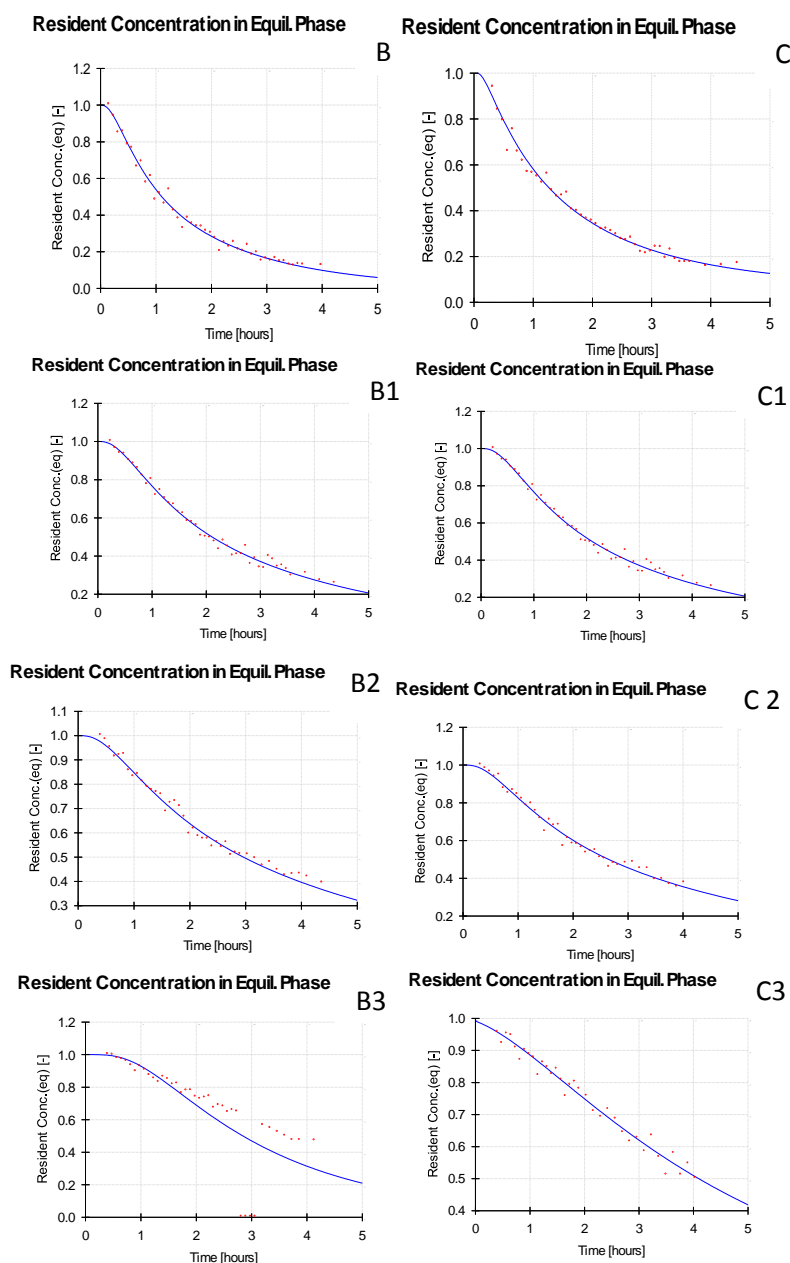 Resident Concentration in Equil. Phase
B
1.2
1.0
0.8
0.6
0.4
0.2
0.0
Resident Conc.(eq) [-]
0 1 2 3 4 5
Time [hours]
Resident Concentration in Equil. Phase
C
1.0
0.8
0.6
0.4
0.2
0.0
Resident Conc.(eq) [-]
0 1 2 3 4 5
Time [hours]
Resident Concentration in Equil. Phase
B1
1.2
1.0
0.8
0.6
0.4
0.2
Resident Conc.(eq) [-]
0 1 2 3 4 5
Time [hours]
Resident Concentration in Equil. Phase
C1
1.2
1.0
0.8
0.6
0.4
0.2
Resident Conc.(eq) [-]
0 1 2 3 4 5
Time [hours]
Resident Concentration in Equil. Phase
B2
1.1
1.0
0.9
0.8
0.7
0.6
0.5
0.4
0.3
Resident Conc.(eq) [-]
0 1 2 3 4 5
Time [hours]
Resident Concentration in Equil. Phase
C 2
1.2
1.0
0.8
0.6
0.4
0.2
Resident Conc.(eq) [-]
0 1 2 3 4 5
Time [hours]
Resident Concentration in Equil. Phase
B3
1.2
1.0
0.8
0.6
0.4
0.2
0.0
Resident Conc.(eq) [-]
0 1 2 3 4 5
Time [hours]
Resident Concentration in Equil. Phase
C3
1.0
0.9
0.8
0.7
0.6
0.5
0.4
Resident Conc.(eq) [-]
0 1 2 3 4 5
Time [hours]